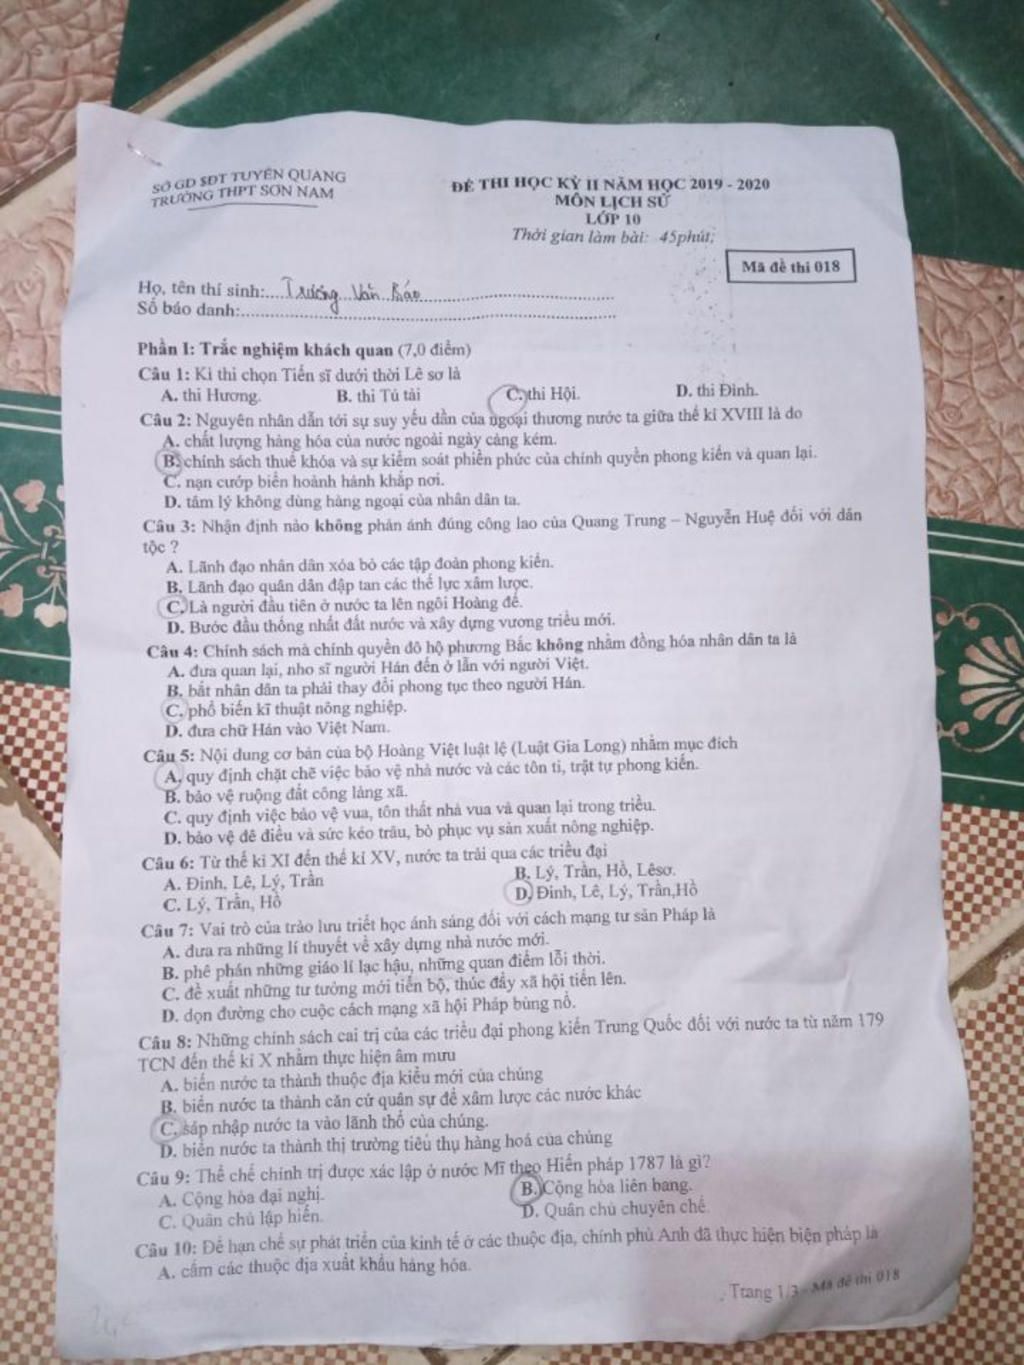 SỞ GD SĐT TUYÊN QUANG
TRƯỜNG THPT SƠN NAM
ĐỀ THI HỌC KỲ II NĂM HỌC 2019 - 2020
MÔN LỊCH SỬ
LỚP 10
Thời gian làm bài: 45phút;
Mã đề thi 018
Họ, tên thí sinh:....Trương Văn Bảo
Số báo danh:
Phần I: Trắc nghiệm khách quan (7,0 điểm)
Câu 1: Kì thi chọn Tiến sĩ dưới thời Lê sơ là
A. thi Hương. B. thi Tú tài C. thi Hội. D. thi Đình.
Câu 2: Nguyên nhân dẫn tới sự suy yếu dần của ngoại thương nước ta giữa thế kỉ XVIII là do
A. chất lượng hàng hóa của nước ngoài ngày càng kém.
B. chính sách thuế khóa và sự kiểm soát phiền phức của chính quyền phong kiến và quan lại.
C. nạn cướp biển hoành hành khắp nơi.
D. tâm lý không dùng hàng ngoại của nhân dân ta.
Câu 3: Nhận định nào không phản ánh đúng công lao của Quang Trung – Nguyễn Huệ đối với dân
tộc ?
A. Lãnh đạo nhân dân xóa bỏ các tập đoàn phong kiến.
B. Lãnh đạo quân dân đập tan các thế lực xâm lược.
C. Là người đầu tiên ở nước ta lên ngôi Hoàng đế.
D. Bước đầu thống nhất đất nước và xây dựng vương triều mới.
Câu 4: Chính sách mà chính quyền đô hộ phương Bắc không nhằm đồng hóa nhân dân ta là
A. đưa quan lại, nho sĩ người Hán đến ở lẫn với người Việt.
B. bắt nhân dân ta phải thay đổi phong tục theo người Hán.
C. phổ biến kĩ thuật nông nghiệp.
D. đưa chữ Hán vào Việt Nam.
Câu 5: Nội dung cơ bản của bộ Hoàng Việt luật lệ (Luật Gia Long) nhằm mục đích
A. quy định chặt chẽ việc bảo vệ nhà nước và các tôn ti, trật tự phong kiến.
B. bảo vệ ruộng đất công làng xã.
C. quy định việc bảo vệ vua, tôn thất nhà vua và quan lại trong triều.
D. bảo vệ đê điều và sức kéo trâu, bò phục vụ sản xuất nông nghiệp.
Câu 6: Từ thế kỉ XI đến thế kỉ XV, nước ta trải qua các triều đại
A. Đinh, Lê, Lý, Trần B. Lý, Trần, Hồ, Lêsơ.
C. Lý, Trần, Hồ D. Đinh, Lê, Lý, Trần,Hồ
Câu 7: Vai trò của trào lưu triết học ánh sáng đối với cách mạng tư sản Pháp là
A. đưa ra những lí thuyết về xây dựng nhà nước mới.
B. phê phán những giáo lí lạc hậu, những quan điểm lỗi thời.
C. đề xuất những tư tưởng mới tiến bộ, thúc đẩy xã hội tiến lên.
D. dọn đường cho cuộc cách mạng xã hội Pháp bùng nổ.
Câu 8: Những chính sách cai trị của các triều đại phong kiến Trung Quốc đối với nước ta từ năm 179
TCN đến thế kỉ X nhằm thực hiện âm mưu
A. biến nước ta thành thuộc địa kiểu mới của chúng
B. biến nước ta thành căn cứ quân sự để xâm lược các nước khác
C. sáp nhập nước ta vào lãnh thổ của chúng.
D. biến nước ta thành thị trường tiêu thụ hàng hoá của chúng
Câu 9: Thể chế chính trị được xác lập ở nước Mĩ theo Hiến pháp 1787 là gì?
A. Cộng hòa đại nghị. B. Cộng hòa liên bang.
C. Quân chủ lập hiến. D. Quân chủ chuyên chế.
Câu 10: Để hạn chế sự phát triển của kinh tế ở các thuộc địa, chính phủ Anh đã thực hiện biện pháp là
A. cấm các thuộc địa xuất khẩu hàng hóa.
Trang 1/3 - Mã đề thi 018